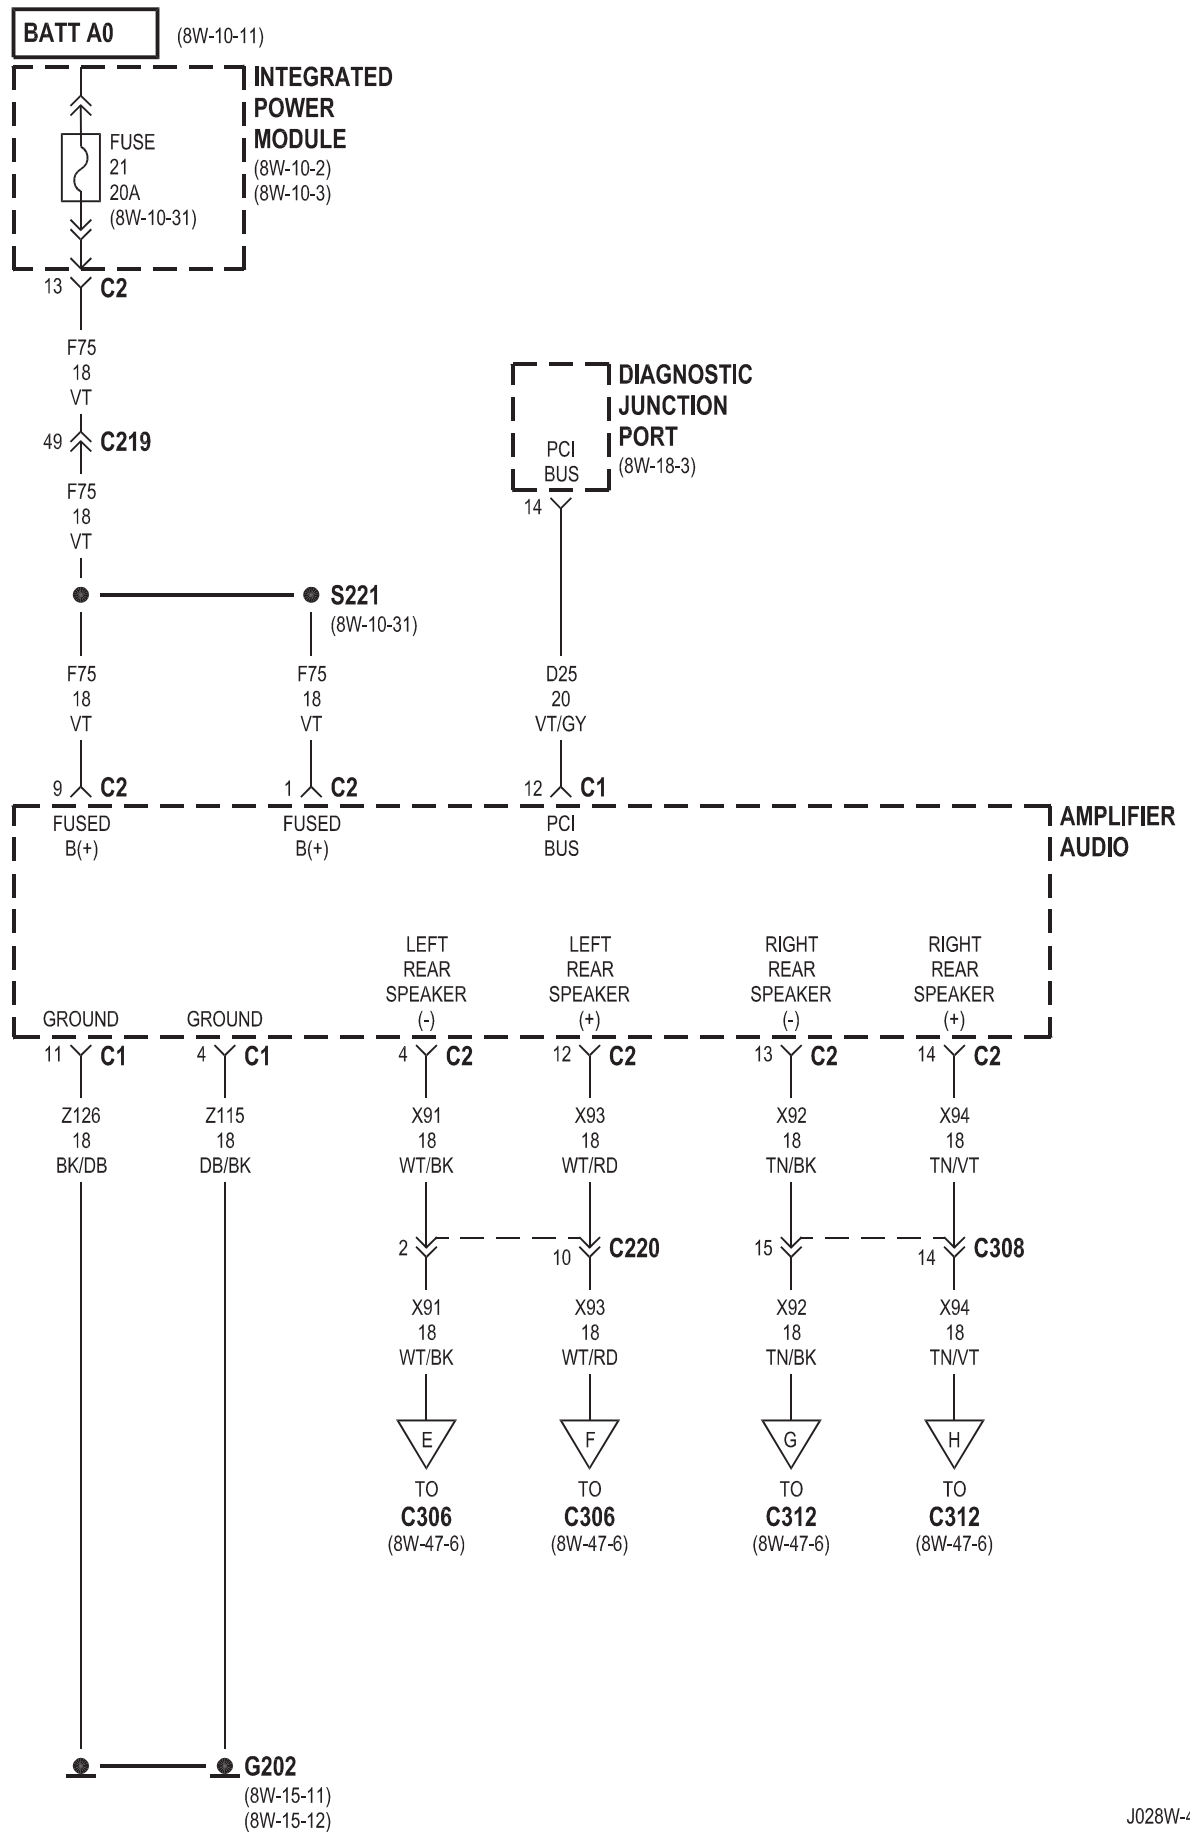 BATT A0 (8W-10-11)
INTEGRATED
POWER
MODULE
(8W-10-2)
(8W-10-3)
FUSE
21
20A
(8W-10-31)
13 C2
F75
18
VT
49 C219
F75
18
VT
DIAGNOSTIC
JUNCTION
PORT
(8W-18-3)
PCI
BUS
14
S221
(8W-10-31)
F75 F75 D25
18 18 20
VT VT VT/GY
9 C2 1 C2 12 C1
FUSED FUSED PCI
B(+) B(+) BUS
AMPLIFIER
AUDIO
LEFT LEFT RIGHT RIGHT
REAR REAR REAR REAR
SPEAKER SPEAKER SPEAKER SPEAKER
(-) (+) (-) (+)
GROUND GROUND
11 C1 4 C1 4 C2 12 C2 13 C2 14 C2
Z126 Z115 X91 X93 X92 X94
18 18 18 18 18 18
BK/DB DB/BK WT/BK WT/RD TN/BK TN/VT
2 10 C220 15 14 C308
X91 X93 X92 X94
18 18 18 18
WT/BK WT/RD TN/BK TN/VT
E F G H
TO TO TO TO
C306 C306 C312 C312
(8W-47-6) (8W-47-6) (8W-47-6) (8W-47-6)
G202
(8W-15-11)
(8W-15-12)
J028W-4